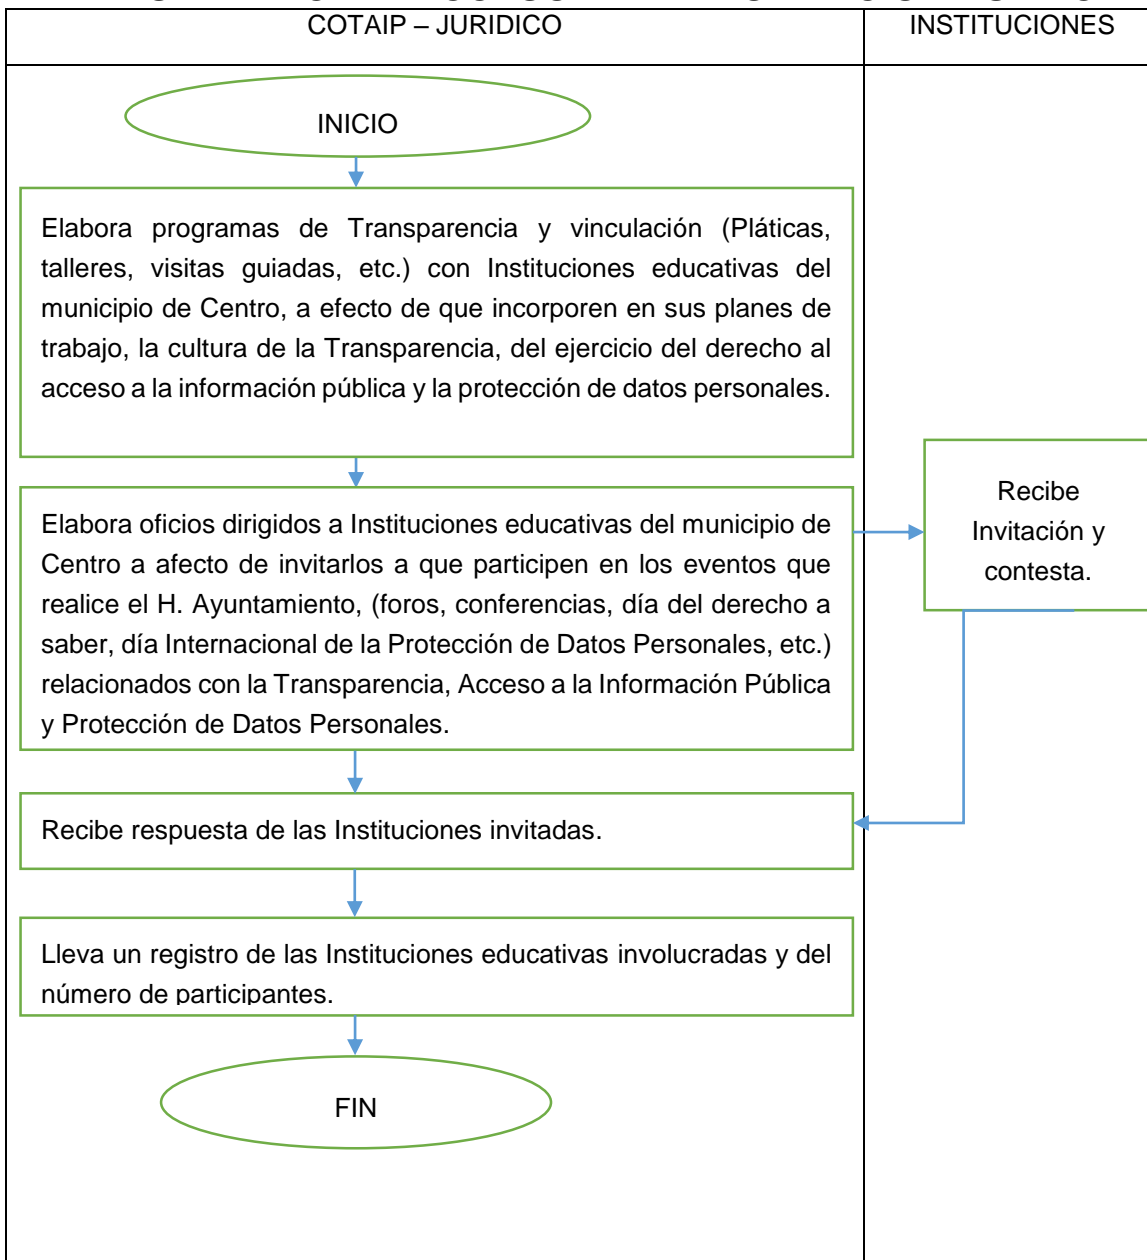 COTAIP – JURIDICO
INSTITUCIONES
INICIO
Elabora programas de Transparencia y vinculación (Pláticas,
talleres, visitas guiadas, etc.) con Instituciones educativas del
municipio de Centro, a efecto de que incorporen en sus planes de
trabajo, la cultura de la Transparencia, del ejercicio del derecho al
acceso a la información pública y la protección de datos personales.
Elabora oficios dirigidos a Instituciones educativas del municipio de
Centro a afecto de invitarlos a que participen en los eventos que
realice el H. Ayuntamiento, (foros, conferencias, día del derecho a
saber, día Internacional de la Protección de Datos Personales, etc.)
relacionados con la Transparencia, Acceso a la Información Pública
y Protección de Datos Personales.
Recibe
Invitación y
contesta.
Recibe respuesta de las Instituciones invitadas.
Lleva un registro de las Instituciones educativas involucradas y del
número de participantes.
FIN